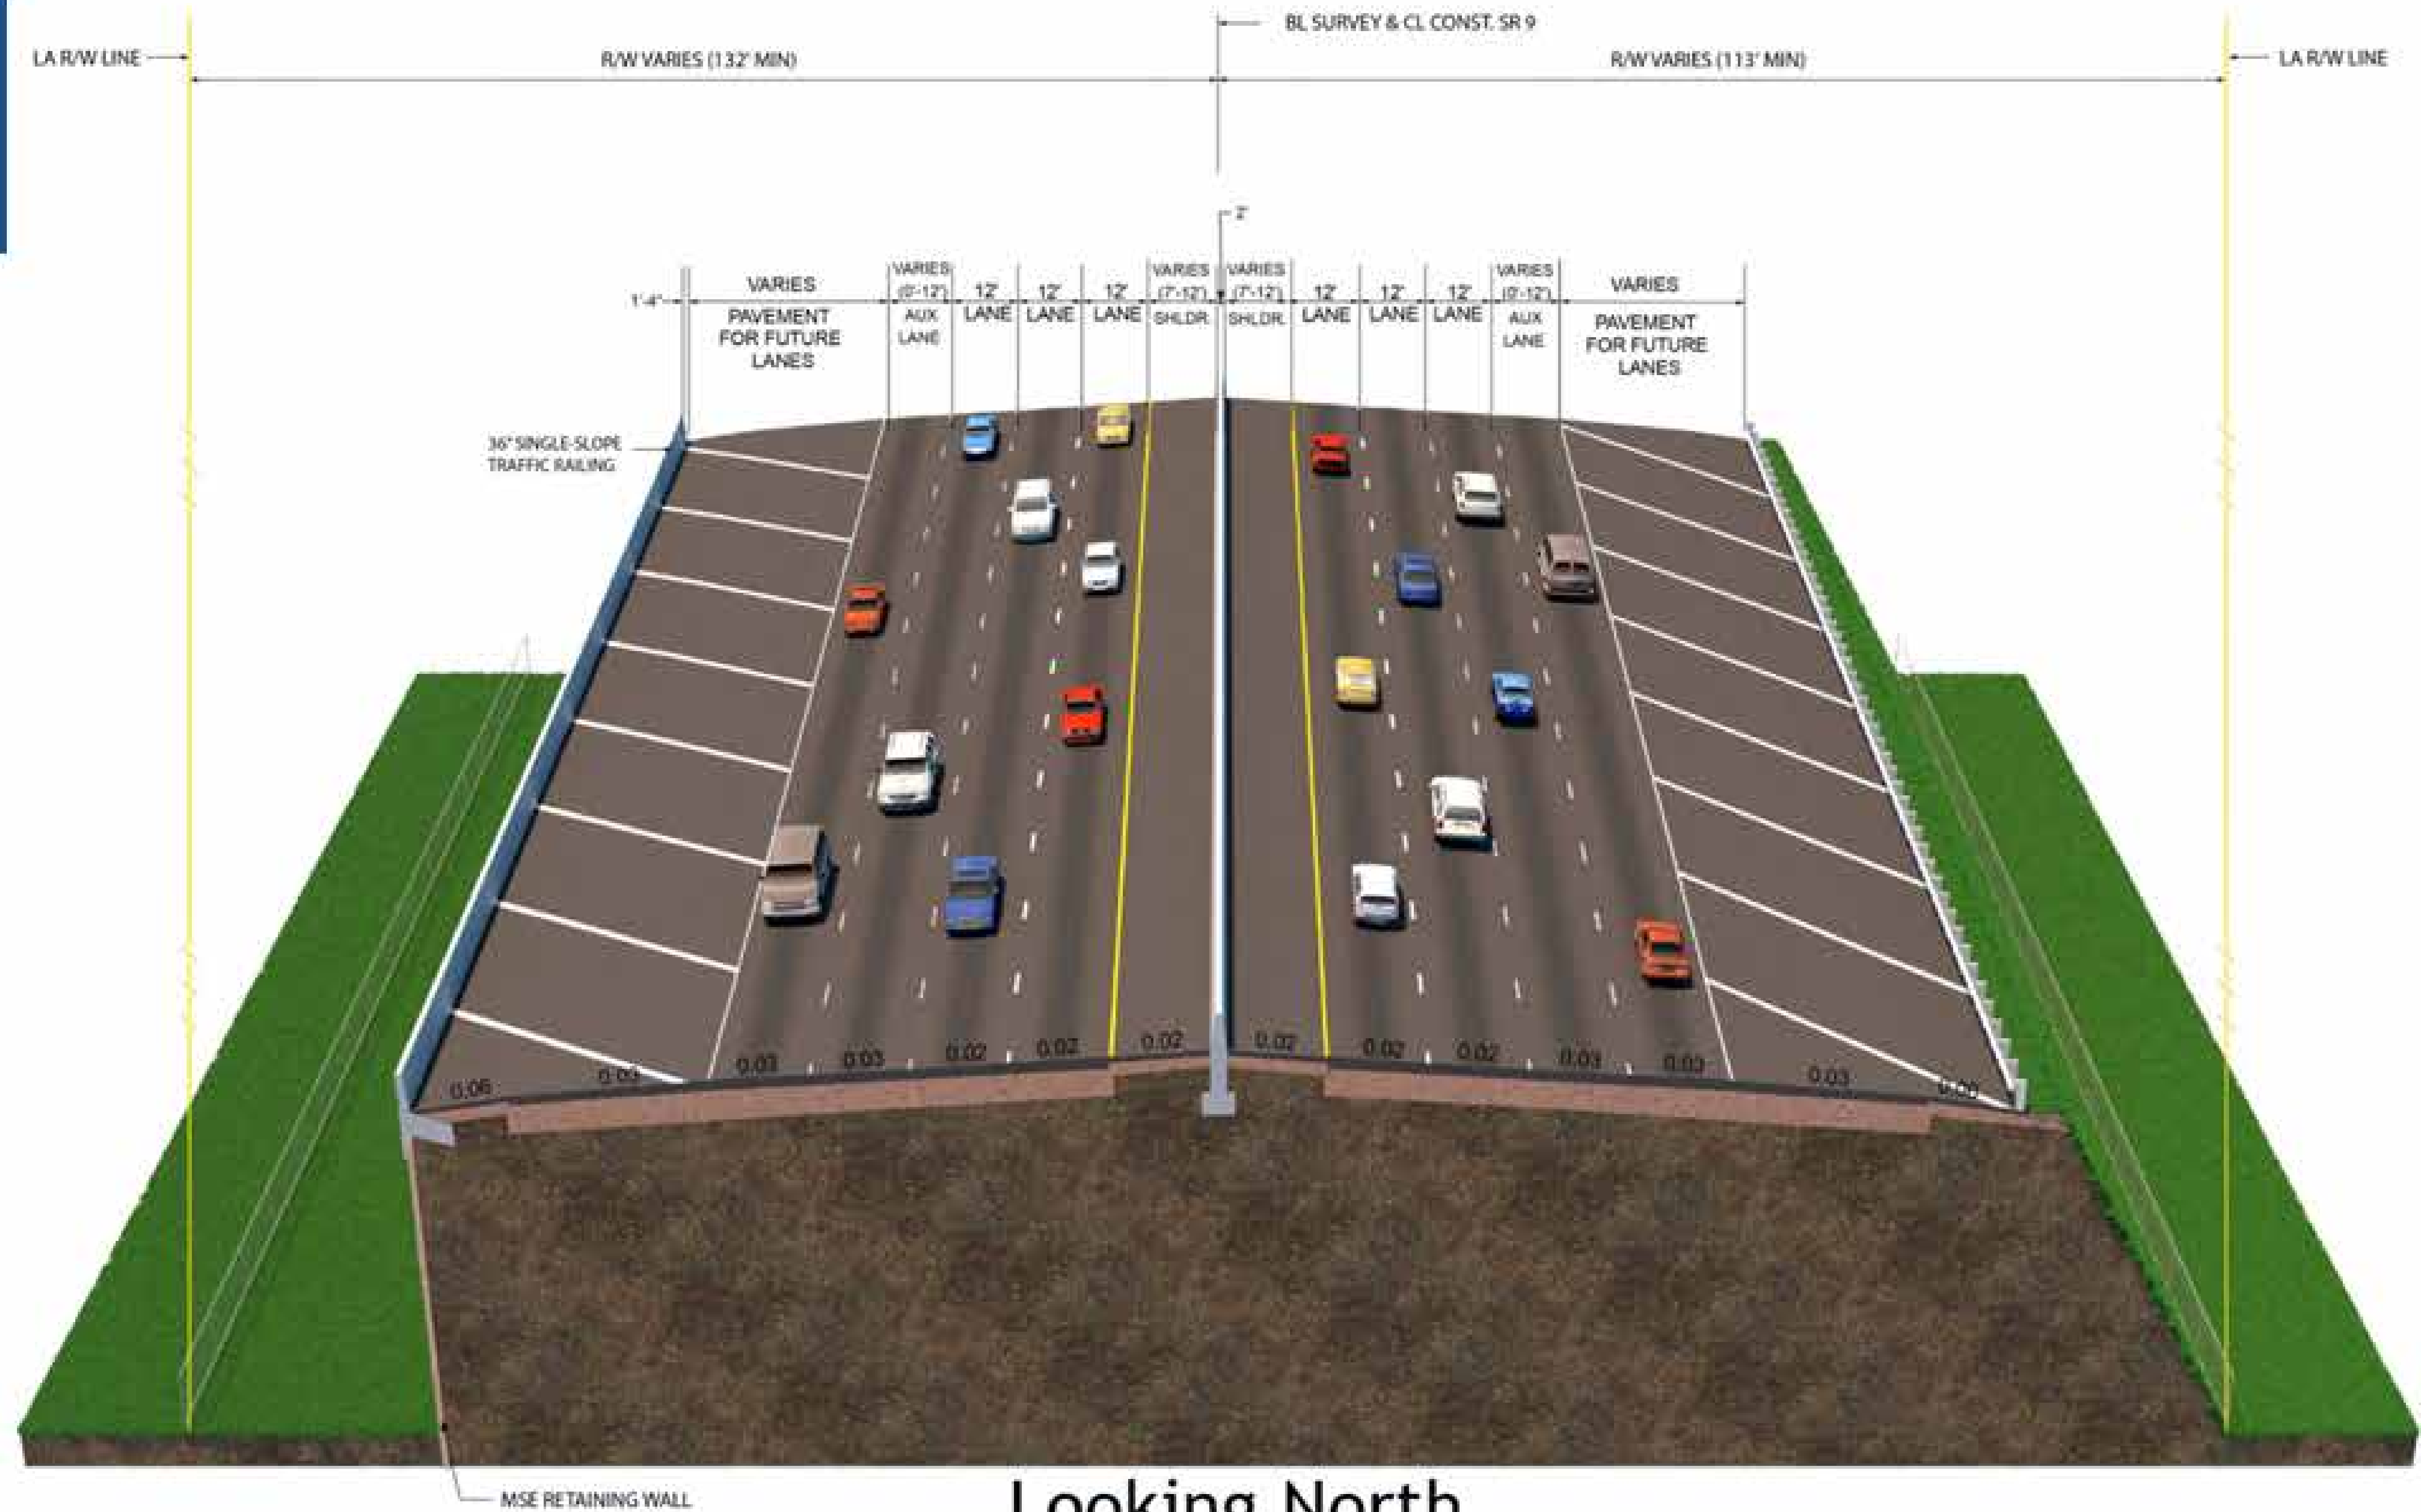 BL SURVEY & CL CONST. SR 9
LA R/W LINE
R/W VARIES (132' MIN)
R/W VARIES (113' MIN)
LA R/W LINE
2'
1'-4"
VARIES
PAVEMENT
FOR FUTURE
LANES
VARIES
(0'-12')
AUX
LANE
12'
LANE
12'
LANE
12'
LANE
VARIES
(7'-12')
SHLDR.
VARIES
(7'-12')
SHLDR.
12'
LANE
12'
LANE
12'
LANE
VARIES
(0'-12')
AUX
LANE
VARIES
PAVEMENT
FOR FUTURE
LANES
36" SINGLE-SLOPE
TRAFFIC RAILING
0.06
0.03
0.03
0.03
0.02
0.02
0.02
0.02
0.02
0.02
0.03
0.03
0.03
MSE RETAINING WALL
Looking North